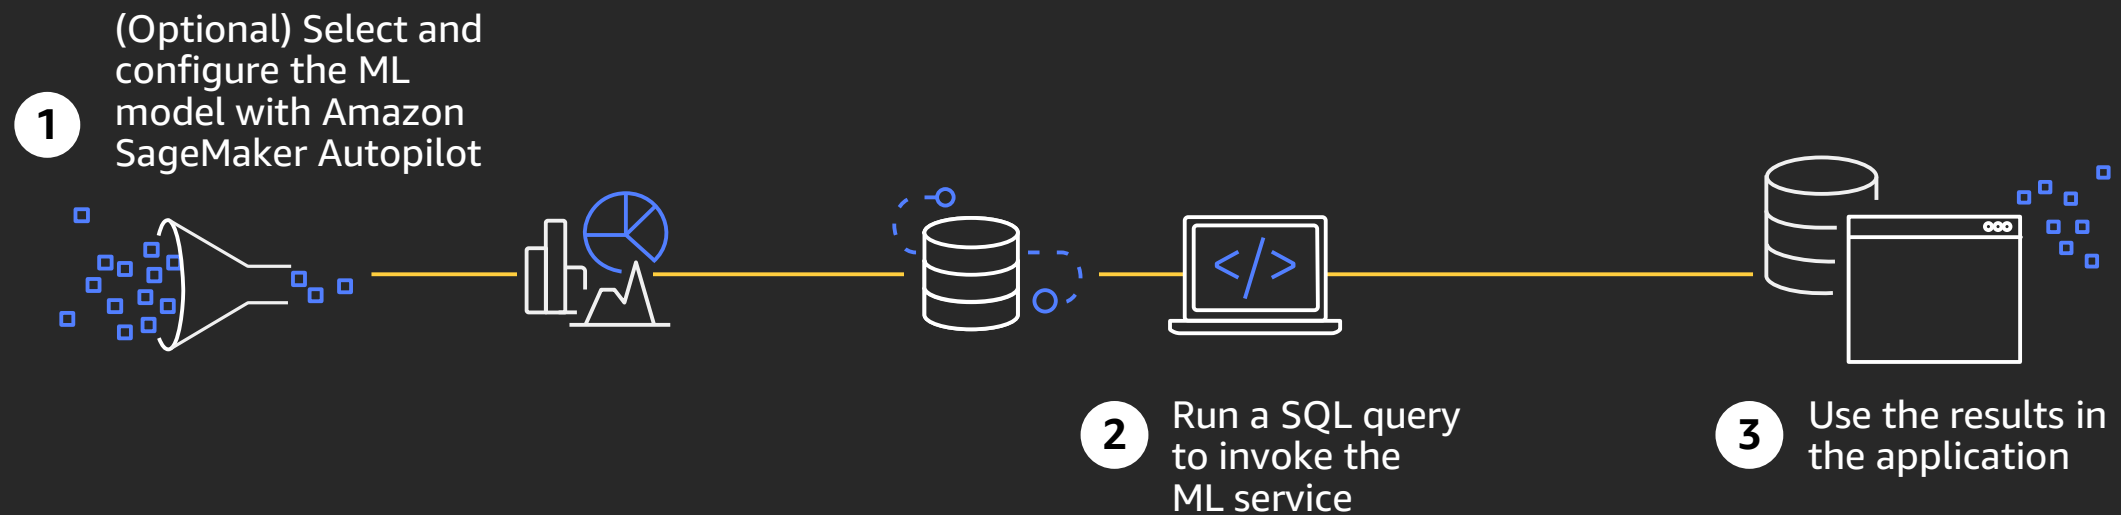 (Optional) Select and
configure the ML
model with Amazon
SageMaker Autopilot
1
</>
2
Run a SQL query
to invoke the
ML service
3
Use the results in
the application